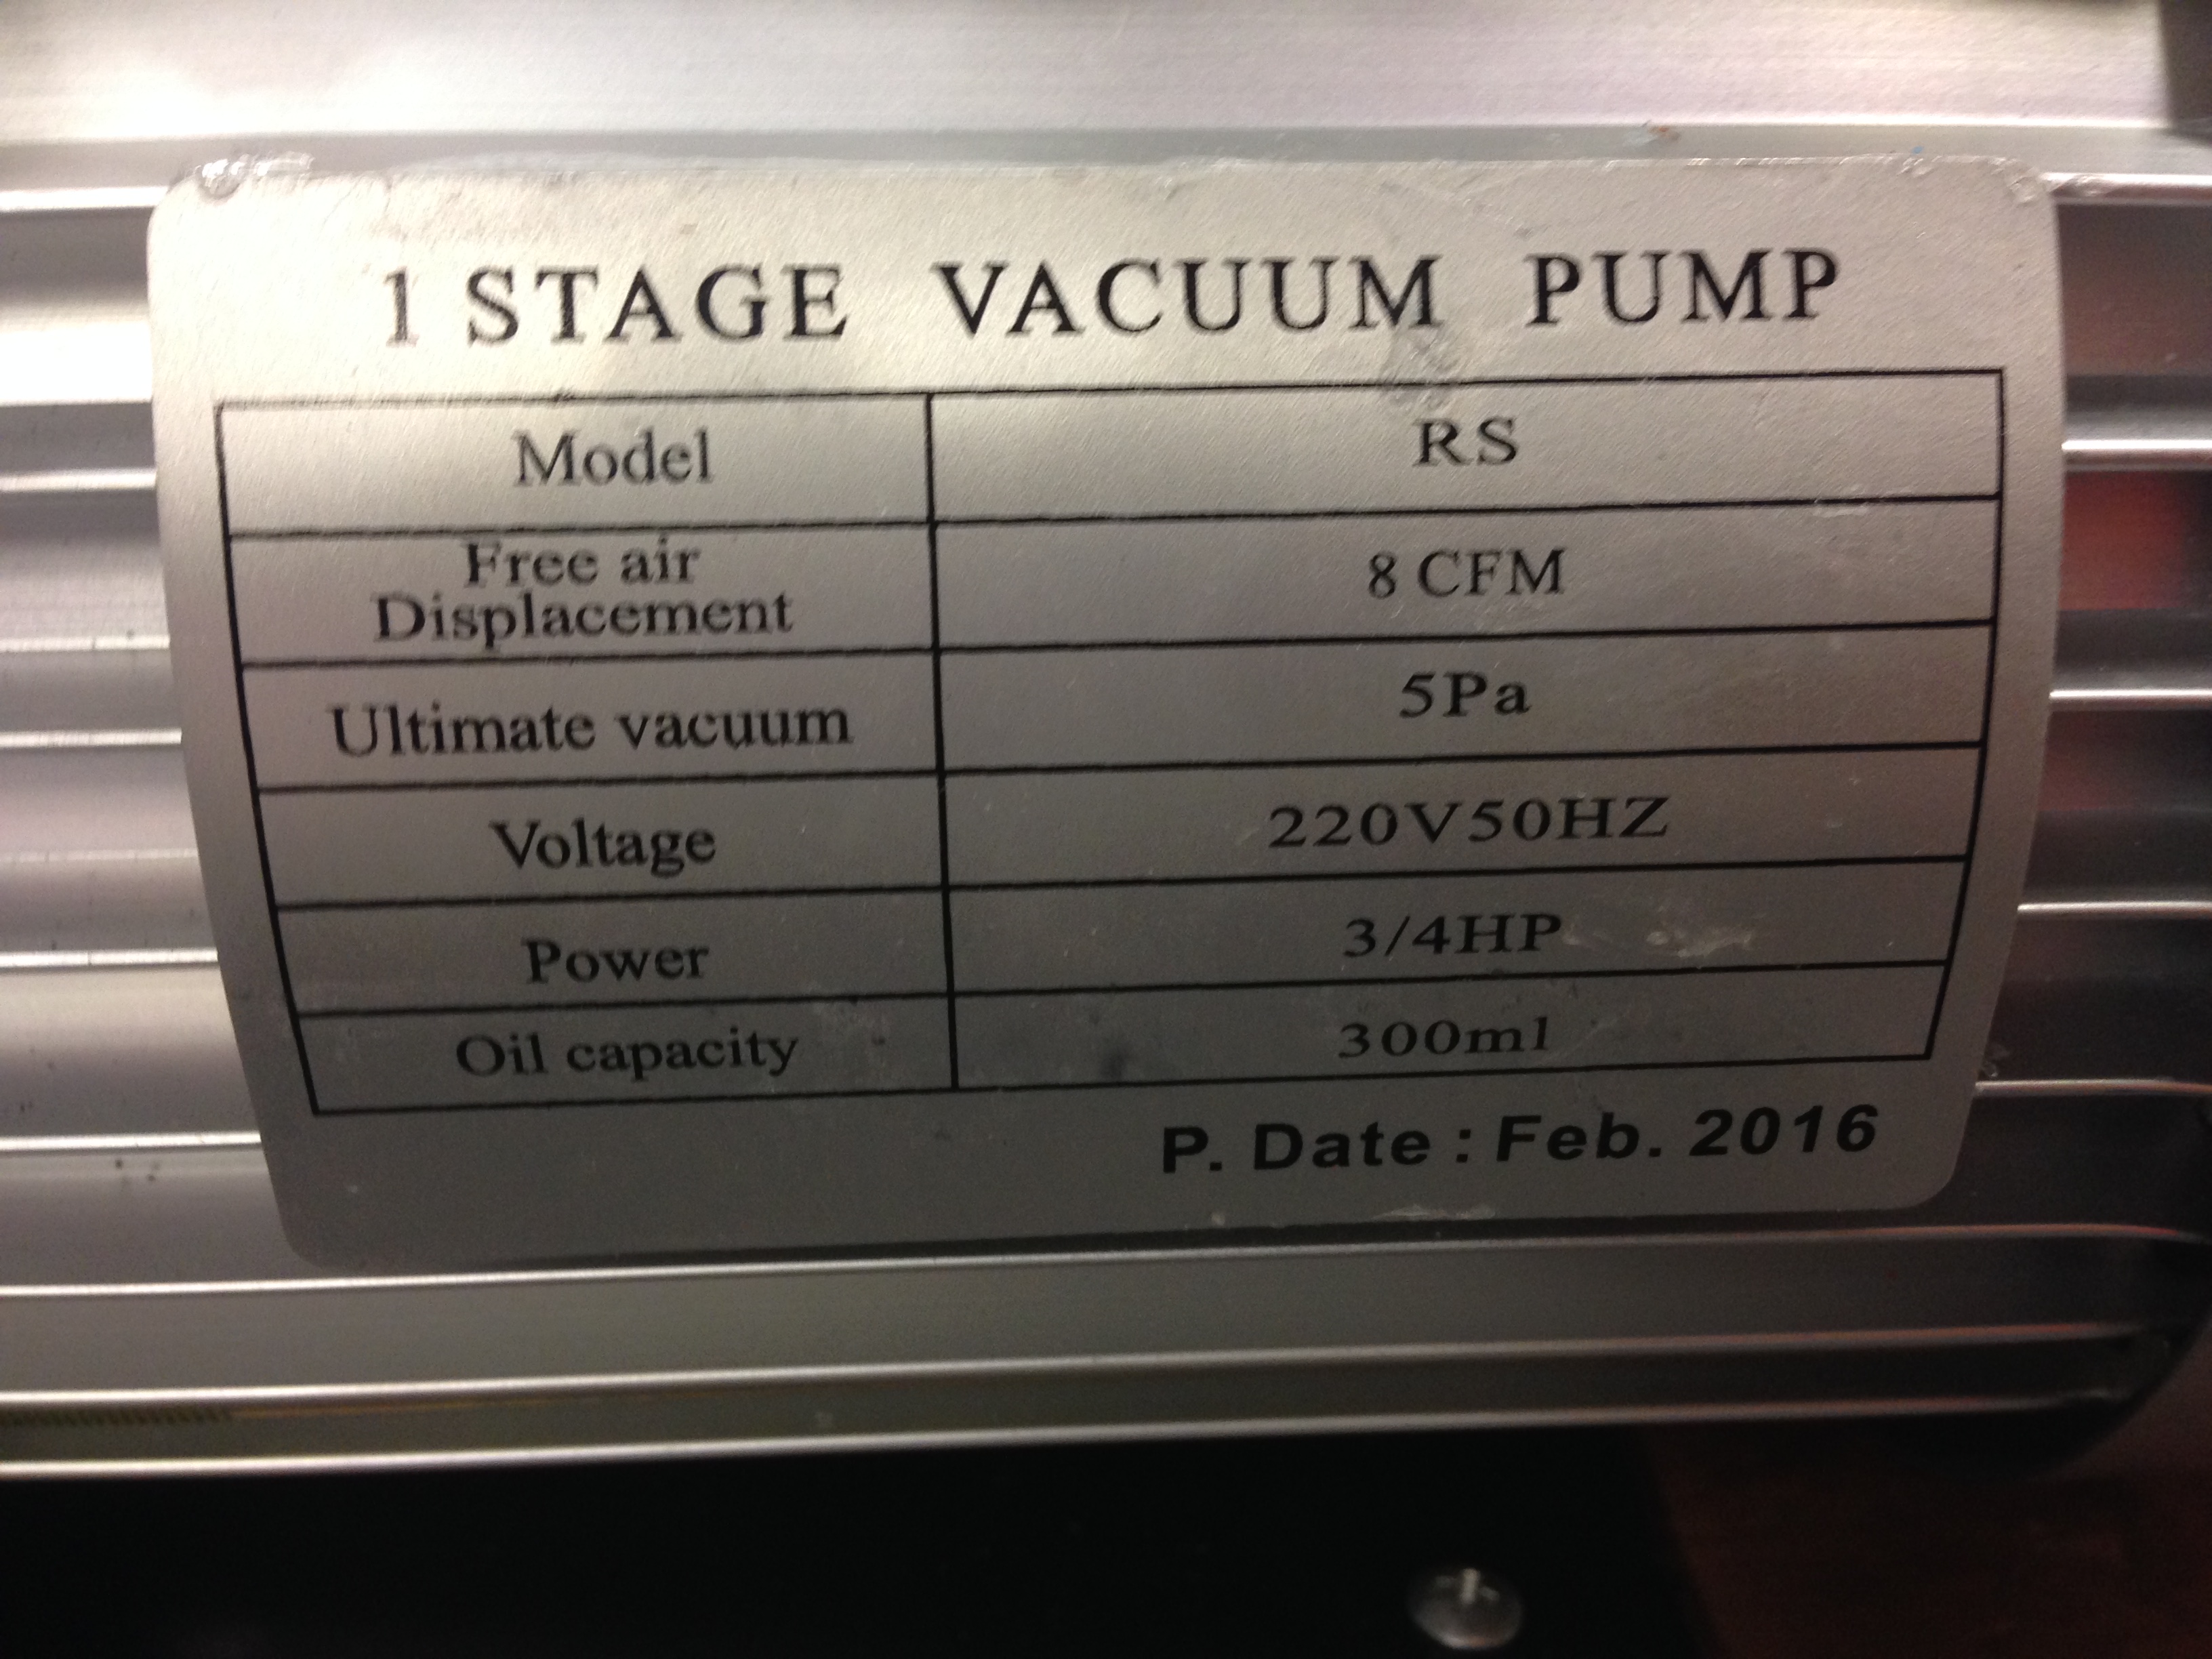 1 STAGE VACUUM PUMP
Model RS
Free air
Displacement 8 CFM
Ultimate vacuum 5Pa
Voltage 220V50HZ
Power 3/4HP
Oil capacity 300ml
P. Date : Feb. 2016